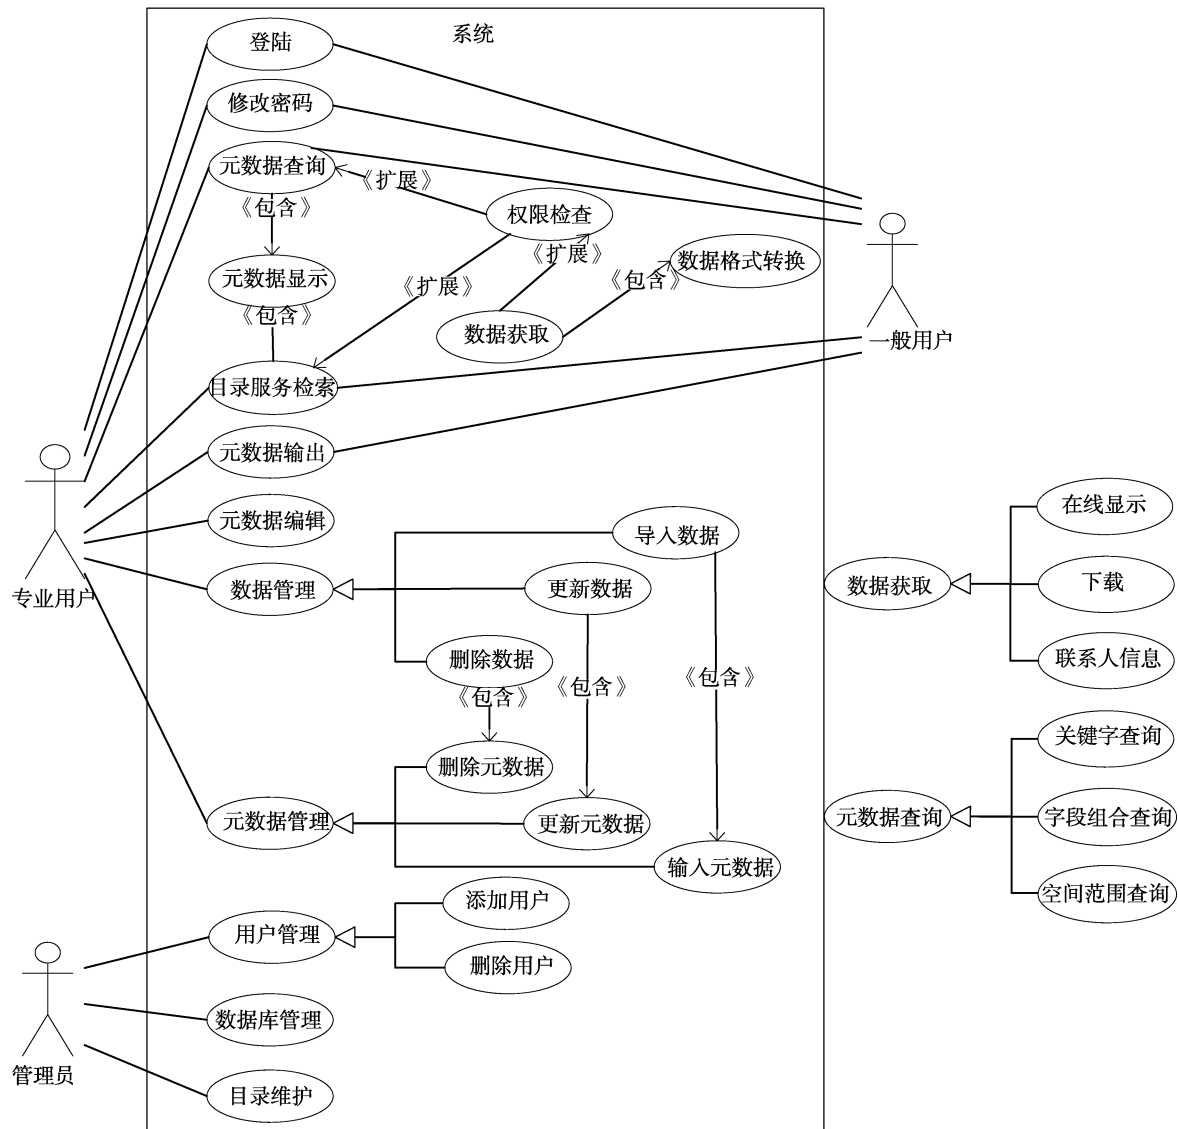 系统
登陆
修改密码
元数据查询
《扩展》
《包含》
权限检查
《扩展》
数据格式转换
元数据显示
《包含》
《扩展》
《包含》
数据获取
一般用户
目录服务检索
元数据输出
元数据编辑
导入数据
在线显示
专业用户
数据管理
更新数据
数据获取
下载
删除数据
联系人信息
《包含》
《包含》
《包含》
关键字查询
删除元数据
元数据管理
更新元数据
元数据查询
字段组合查询
输入元数据
空间范围查询
添加用户
用户管理
删除用户
数据库管理
管理员
目录维护